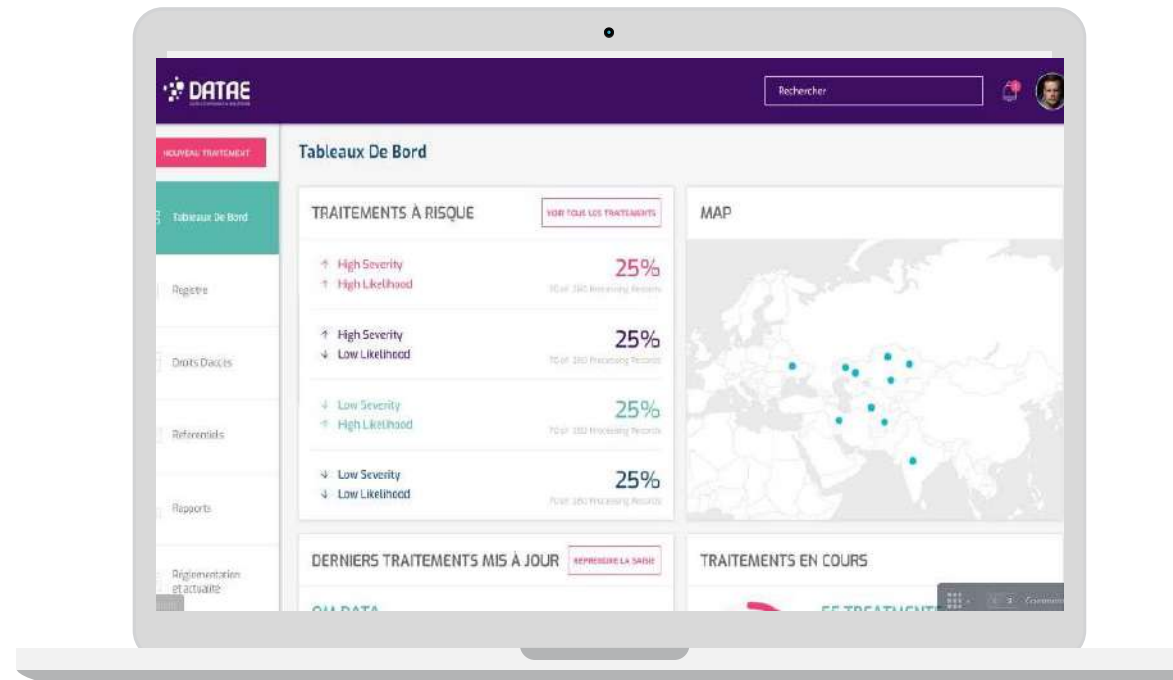 DATAE
Rechercher
NOUVEAU TRAITEMENT
Tableaux De Bord
Tableaux De Bord
Registre
Droits D'accès
Referentiels
Rapports
Réglementation
et actualité
TRAITEMENTS À RISQUE
VOIR TOUS LES TRAITEMENTS
High Severity
High Likelihood
25%
High Severity
Low Likelihood
25%
Low Severity
High Likelihood
25%
Low Severity
Low Likelihood
25%
MAP
DERNIERS TRAITEMENTS MIS À JOUR
REPRENDRE LA SAISIE
TRAITEMENTS EN COURS